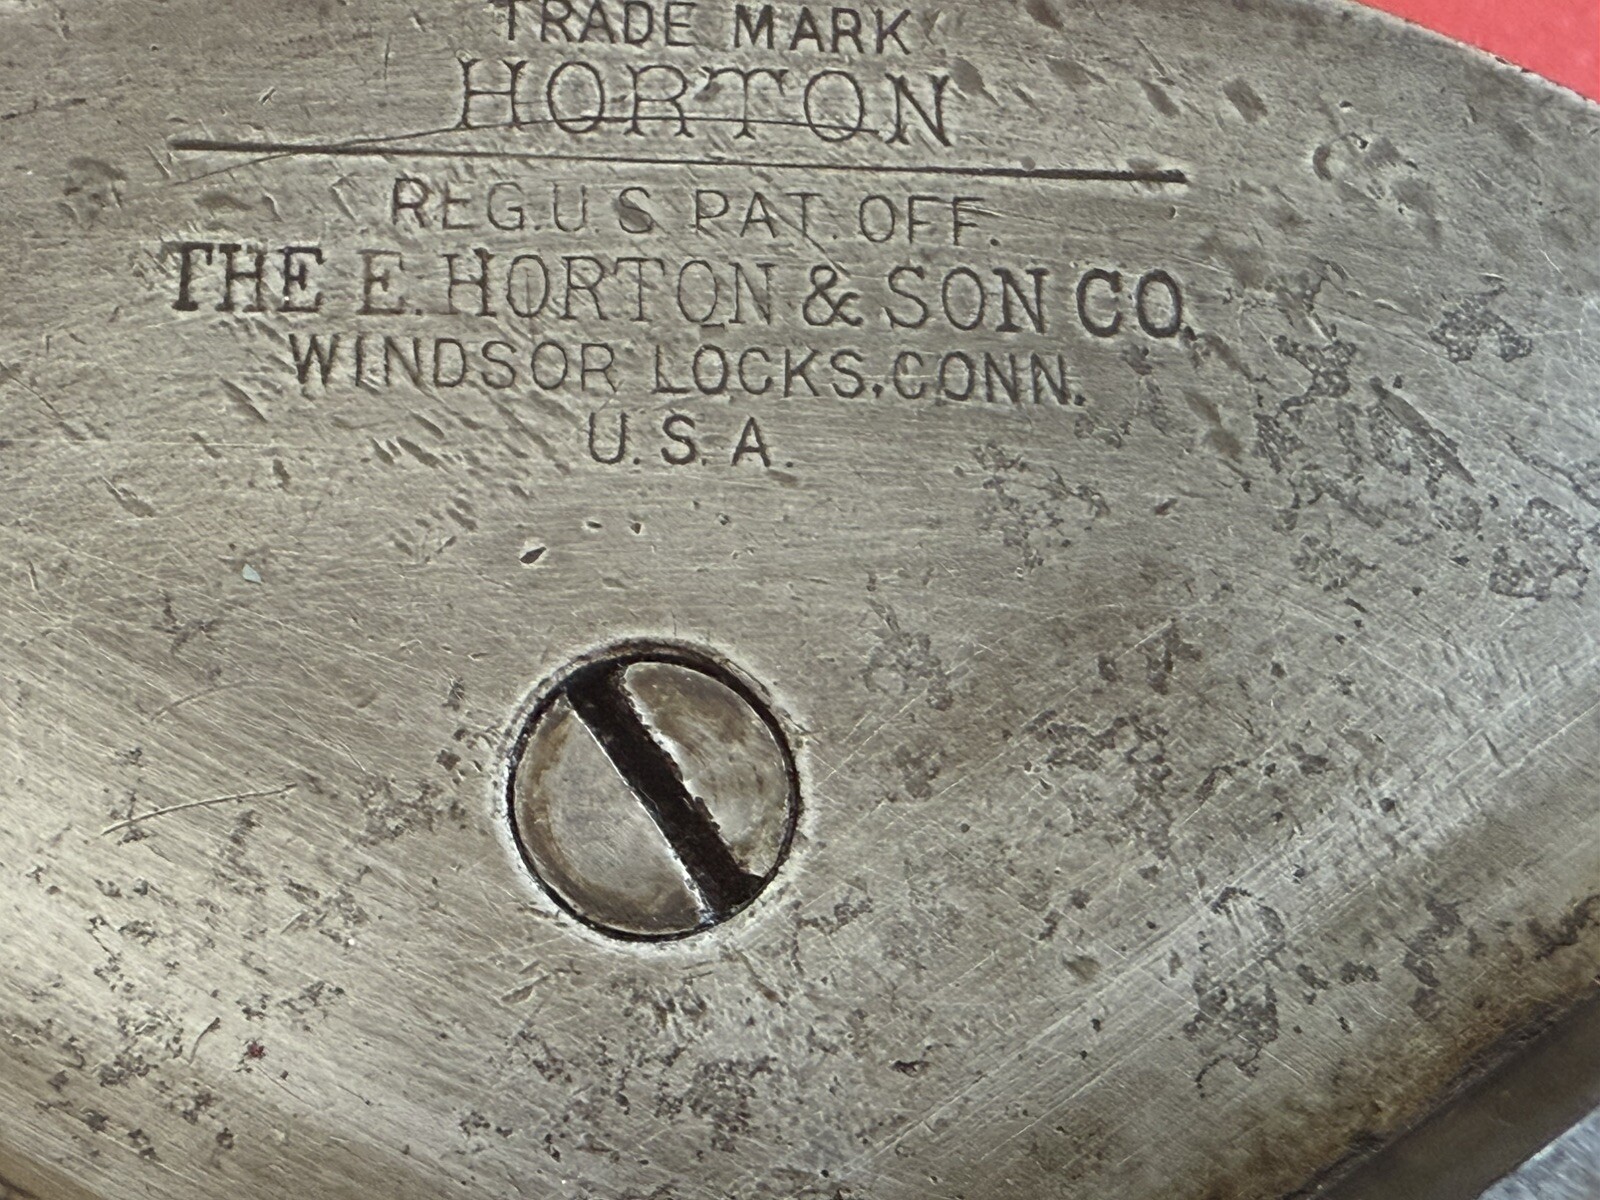 TRADE MARK
HORTON
REG. U.S. PAT. OFF.
THE E. HORTON & SON CO.
WINDSOR LOCKS, CONN.
U.S.A.